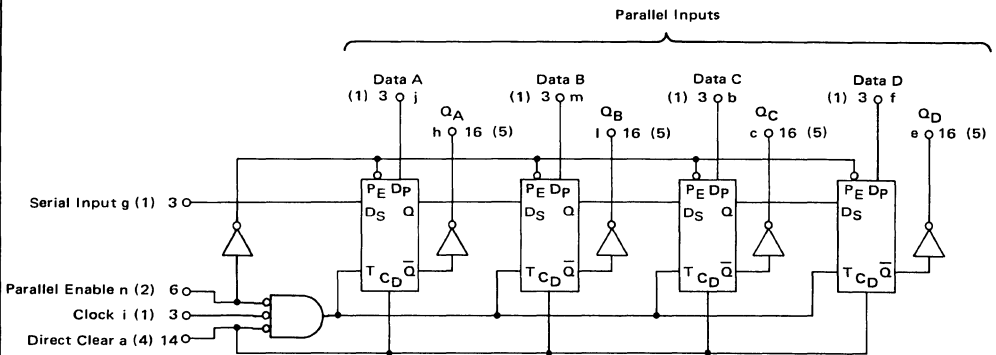 Parallel Inputs
Data A Data B Data C Data D
(1) 3 j (1) 3 m (1) 3 b (1) 3 f
QA QB QC QD
h 16 (5) l 16 (5) c 16 (5) e 16 (5)
PE DP PE DP PE DP PE DP
Serial Input g (1) 3
DS Q DS Q DS Q DS Q
T CD Q̅ T CD Q̅ T CD Q̅ T CD Q̅
Parallel Enable n (2) 6
Clock i (1) 3
Direct Clear a (4) 14